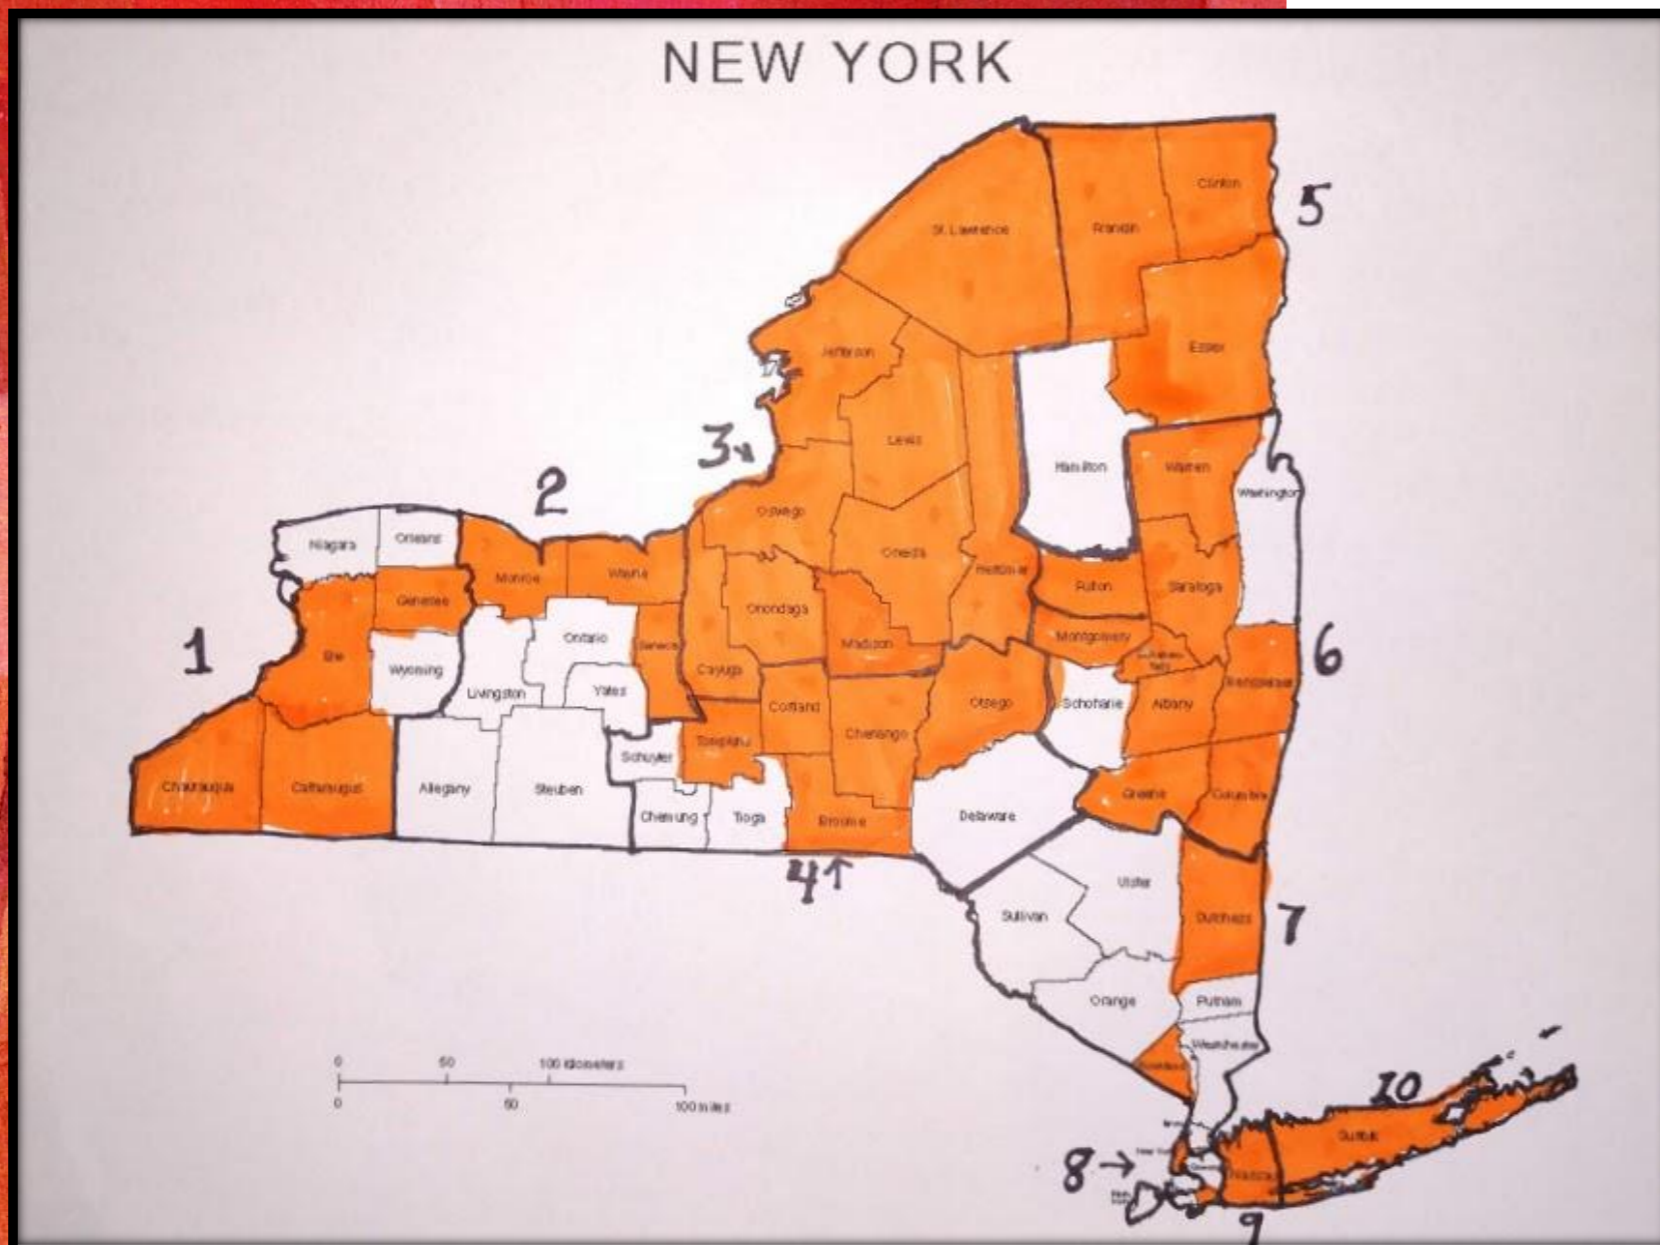 NEW YORK
5
Clinton
St. Lawrence
Franklin
Essex
Jefferson
Lewis
3
Hamilton
Warren
Washington
2
Oswego
Niagara
Orleans
Oneida
Herkimer
Monroe
Wayne
Fulton
Saratoga
Genesee
Onondaga
Ontario
Seneca
Madison
Montgomery
1
Erie
Wyoming
Cayuga
6
Rensselaer
Livingston
Yates
Cortland
Otsego
Schoharie
Albany
Chenango
Tompkins
Schuyler
Chautauqua
Cattaraugus
Allegany
Steuben
Greene
Columbia
Chemung
Tioga
Broome
Delaware
4↑
Ulster
Sullivan
Dutchess
7
Orange
Putnam
Westchester
Rockland
0 50 100 kilometers
0 50 100 miles
10
Suffolk
8→
Nassau
9